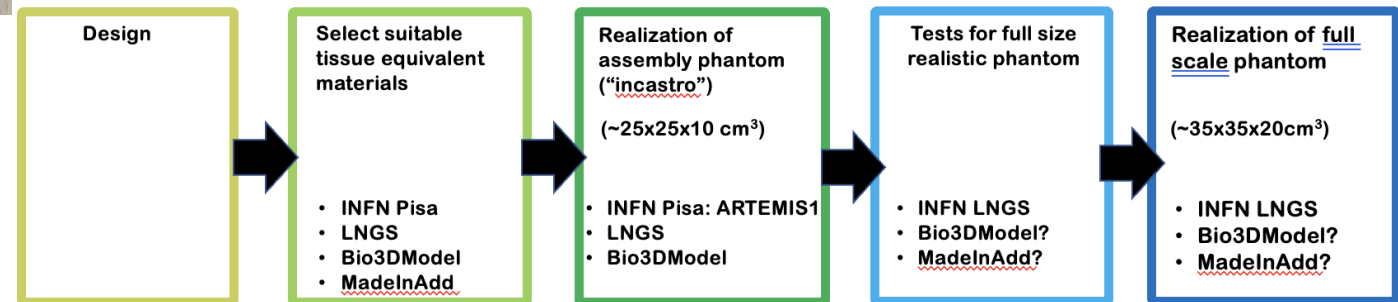 Design
Select suitable
tissue equivalent
materials
• INFN Pisa
• LNGS
• Bio3DModel
• MadeInAdd
Realization of
assembly phantom
(“incastro”)
(~25x25x10 cm³)
• INFN Pisa: ARTEMIS1
• LNGS
• Bio3DModel
Tests for full size
realistic phantom
• INFN LNGS
• Bio3DModel?
• MadeInAdd?
Realization of full
scale phantom
(~35x35x20cm³)
• INFN LNGS
• Bio3DModel?
• MadeInAdd?